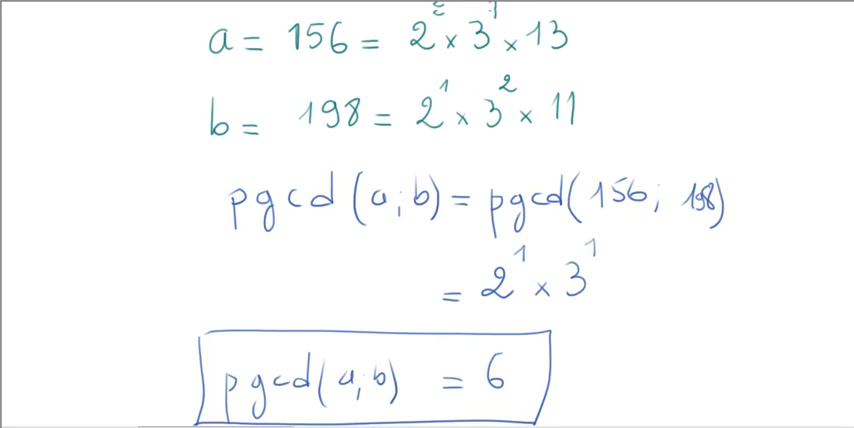 a = 156 = 2² × 3¹ × 13
b = 198 = 2¹ × 3² × 11
pgcd(a;b) = pgcd(156; 198)
= 2¹ × 3¹
pgcd(a;b) = 6